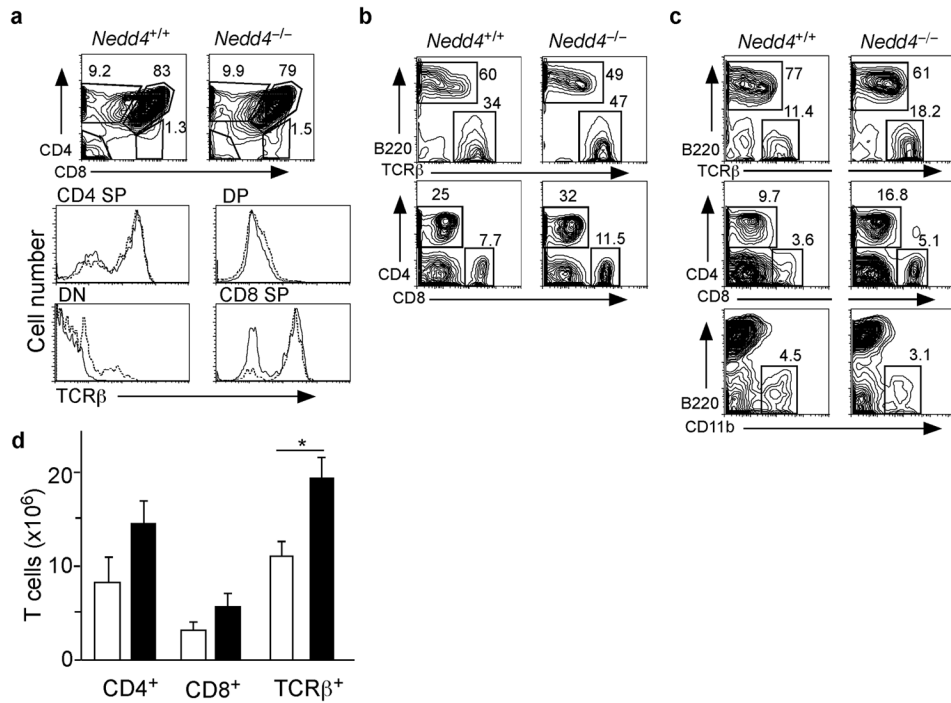 a
Nedd4+/+ Nedd4−/−
9.2 83 9.9 79
1.3 1.5
CD4
CD8
CD4 SP DP
DN CD8 SP
Cell number
TCRβ
b
Nedd4+/+ Nedd4−/−
60 49
34 47
B220
TCRβ
25 32
7.7 11.5
CD4
CD8
c
Nedd4+/+ Nedd4−/−
77 61
11.4 18.2
B220
TCRβ
9.7 16.8
3.6 5.1
CD4
CD8
4.5 3.1
B220
CD11b
d
*
T cells (x10⁶)
20
10
0
CD4+ CD8+ TCRβ+